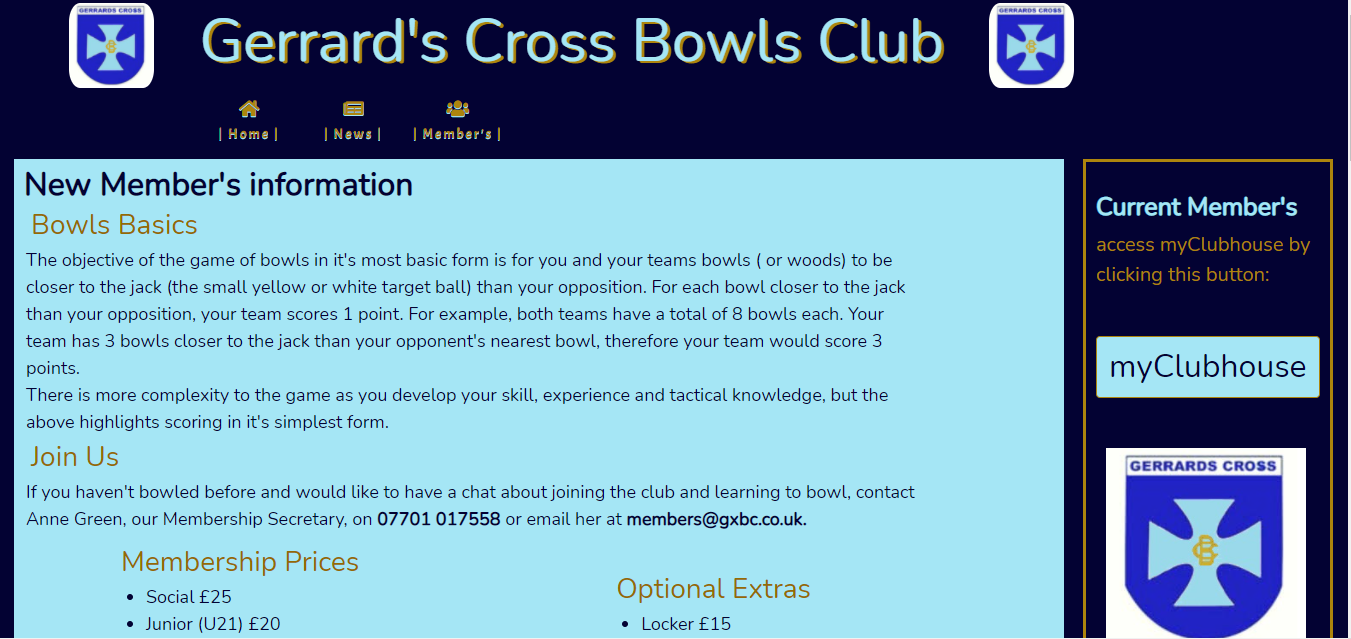 GERRARDS CROSS
Gerrard's Cross Bowls Club
GERRARDS CROSS
| Home |
| News |
| Member's |
New Member's information
Bowls Basics
The objective of the game of bowls in it's most basic form is for you and your teams bowls ( or woods) to be
closer to the jack (the small yellow or white target ball) than your opposition. For each bowl closer to the jack
than your opposition, your team scores 1 point. For example, both teams have a total of 8 bowls each. Your
team has 3 bowls closer to the jack than your opponent's nearest bowl, therefore your team would score 3
points.
There is more complexity to the game as you develop your skill, experience and tactical knowledge, but the
above highlights scoring in it's simplest form.
Join Us
If you haven't bowled before and would like to have a chat about joining the club and learning to bowl, contact
Anne Green, our Membership Secretary, on 07701 017558 or email her at members@gxbc.co.uk.
Membership Prices
• Social £25
• Junior (U21) £20
Optional Extras
• Locker £15
Current Member's
access myClubhouse by
clicking this button:
myClubhouse
GERRARDS CROSS